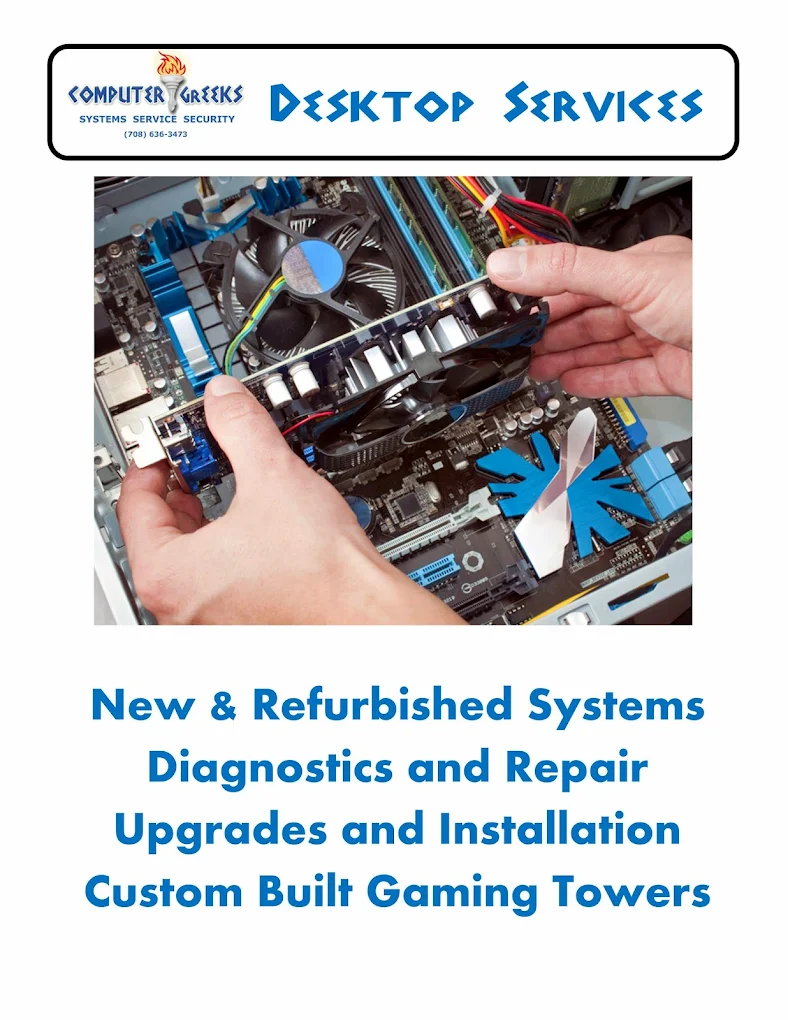 COMPUTER GREEKS
DESKTOP SERVICES
SYSTEMS SERVICE SECURITY
(708) 636-3473
New & Refurbished Systems
Diagnostics and Repair
Upgrades and Installation
Custom Built Gaming Towers